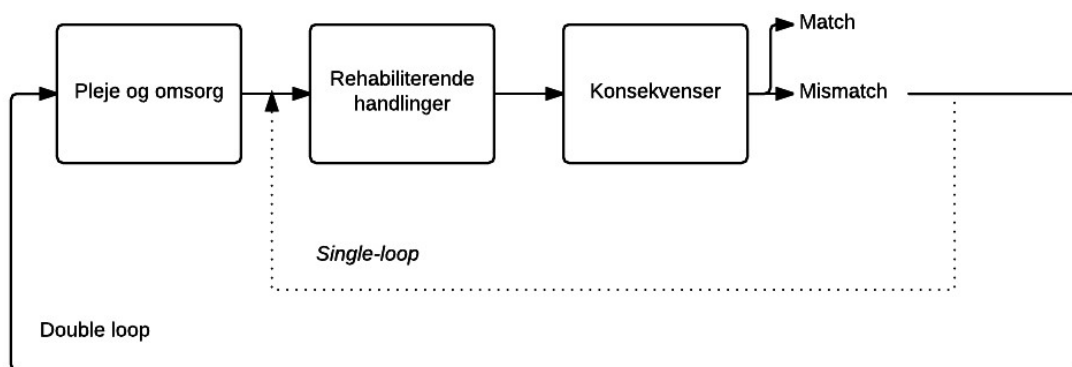 Match
Pleje og omsorg
Rehabiliterende
handlinger
Konsekvenser
Mismatch
Single-loop
Double loop